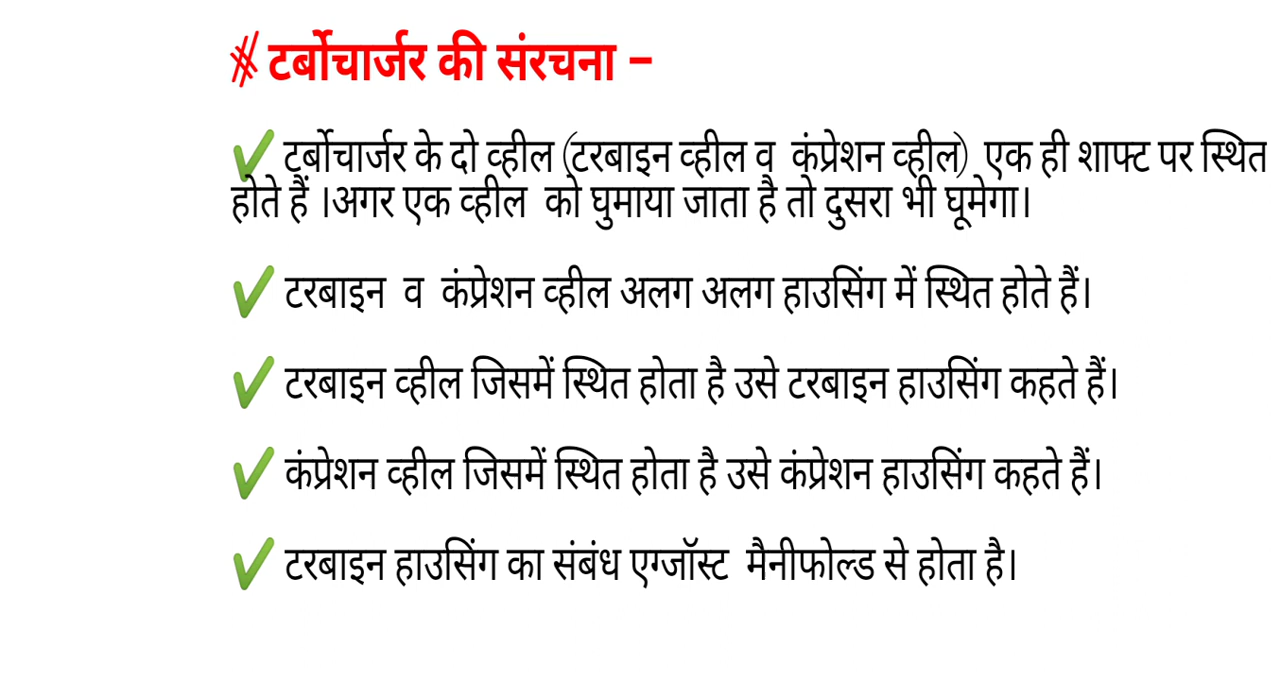 # टर्बोचार्जर की संरचना –
✔ टर्बोचार्जर के दो व्हील (टरबाइन व्हील व कंप्रेशन व्हील) एक ही शाफ्ट पर स्थित
होते हैं ।अगर एक व्हील को घुमाया जाता है तो दुसरा भी घूमेगा।
✔ टरबाइन व कंप्रेशन व्हील अलग अलग हाउसिंग में स्थित होते हैं।
✔ टरबाइन व्हील जिसमें स्थित होता है उसे टरबाइन हाउसिंग कहते हैं।
✔ कंप्रेशन व्हील जिसमें स्थित होता है उसे कंप्रेशन हाउसिंग कहते हैं।
✔ टरबाइन हाउसिंग का संबंध एग्जॉस्ट मैनीफोल्ड से होता है।